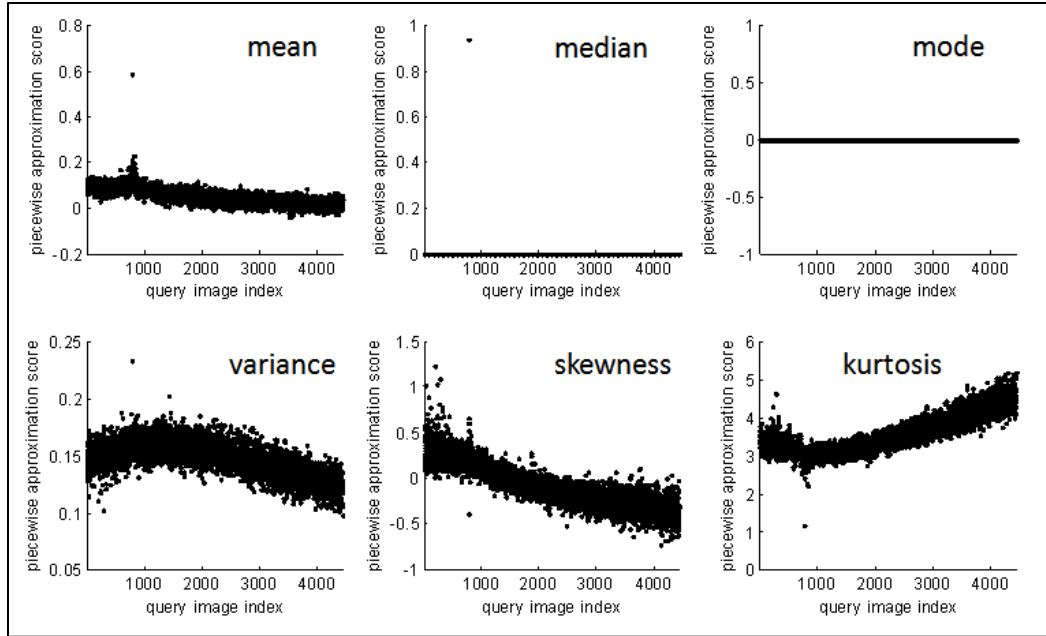 mean
piecewise approximation score
0.8
0.6
0.4
0.2
0
-0.2
1000 2000 3000 4000
query image index
median
piecewise approximation score
1
0.8
0.6
0.4
0.2
0
1000 2000 3000 4000
query image index
mode
piecewise approximation score
1
0.5
0
-0.5
-1
1000 2000 3000 4000
query image index
variance
piecewise approximation score
0.25
0.2
0.15
0.1
0.05
1000 2000 3000 4000
query image index
skewness
piecewise approximation score
1.5
1
0.5
0
-0.5
-1
1000 2000 3000 4000
query image index
kurtosis
piecewise approximation score
6
5
4
3
2
1
0
1000 2000 3000 4000
query image index